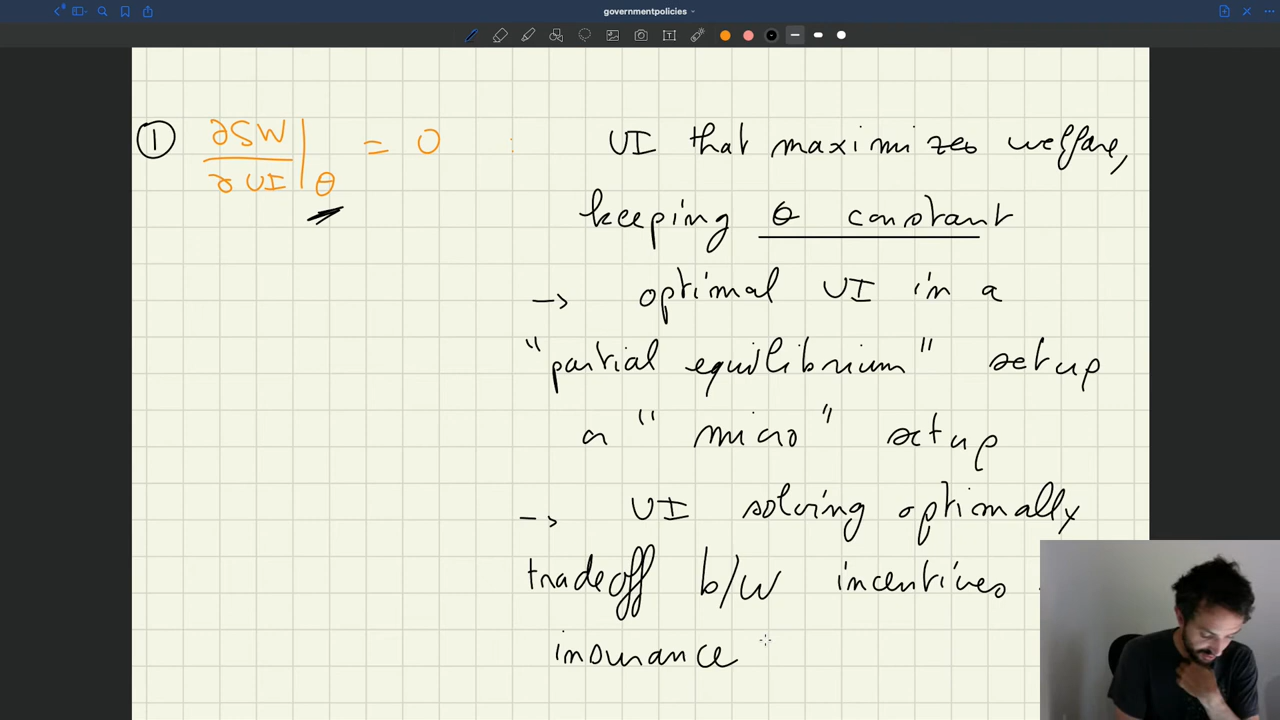 governmentpolicies
① ∂SW/∂UI|θ = 0 : UI that maximizes welfare,
keeping θ constant
→ optimal UI in a
"partial equilibrium" setup
a "micro" setup
→ UI solving optimally
tradeoff b/w incentives
insurance